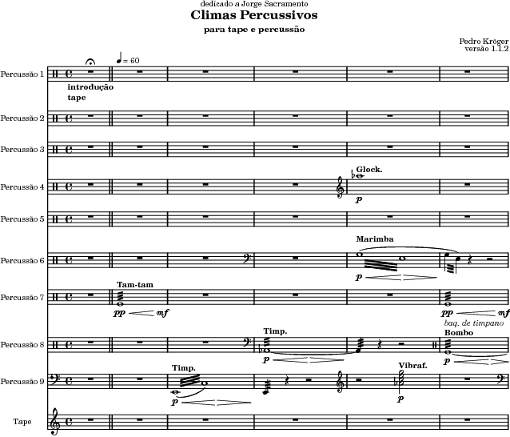 dedicado a Jorge Sacramento
Climas Percussivos
para tape e percussão
Pedro Kröger
versão 1.1.2
= 60
Percussão 1
introdução
tape
Percussão 2
Percussão 3
Glock.
Percussão 4
p
Percussão 5
Marimba
Percussão 6
p
Tam-tam
Percussão 7
pp mf pp mf
baq. de timpano
Timp. Bombo
Percussão 8
p p
Timp. Vibraf.
Percussão 9
p p
Tape